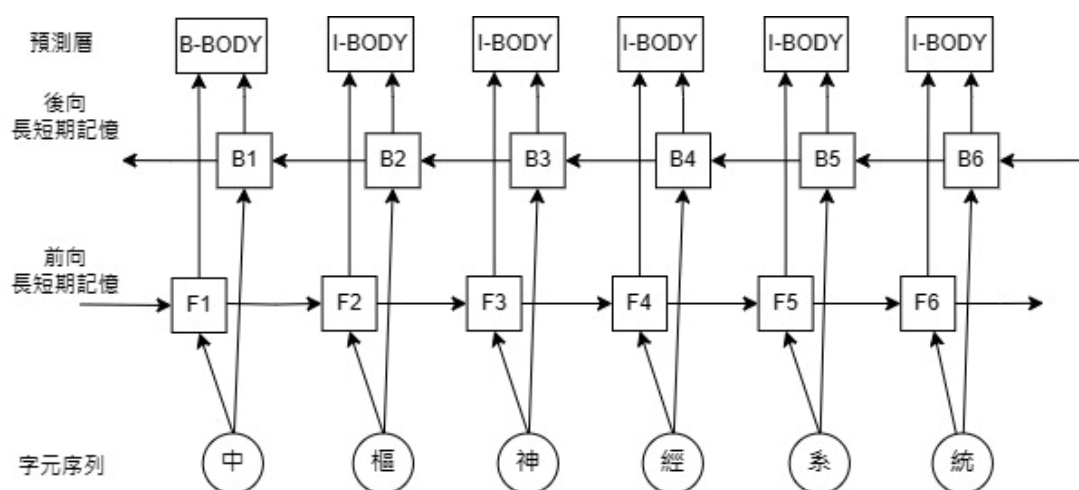 預測層
B-BODY I-BODY I-BODY I-BODY I-BODY I-BODY
後向
長短期記憶
B1 B2 B3 B4 B5 B6
前向
長短期記憶
F1 F2 F3 F4 F5 F6
字元序列
中 樞 神 經 系 統